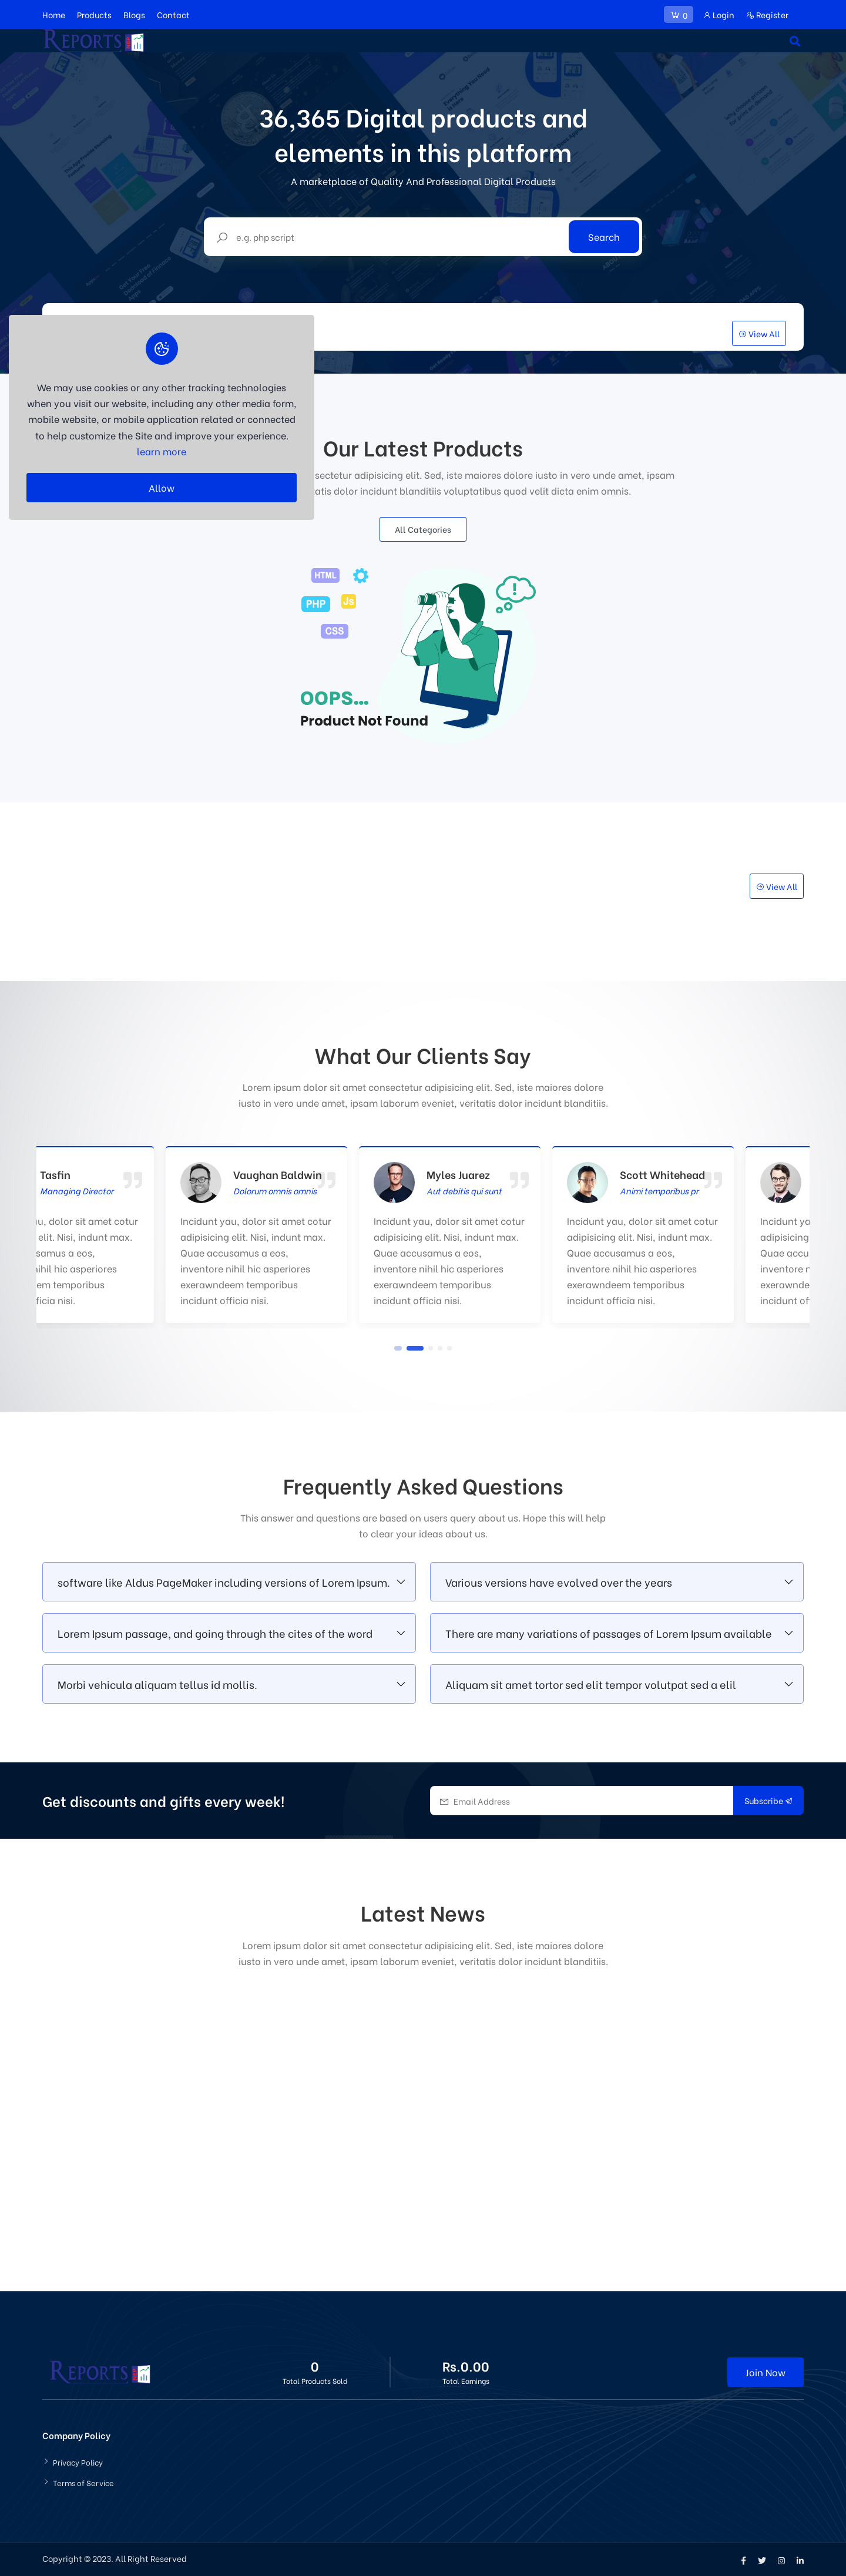 Home Products Blogs Contact
0 Login Register
REPORTS
36,365 Digital products and
elements in this platform
A marketplace of Quality And Professional Digital Products
e.g. php script
Search
View All
We may use cookies or any other tracking technologies
when you visit our website, including any other media form,
mobile website, or mobile application related or connected
to help customize the Site and improve your experience.
learn more
Allow
Our Latest Products
adipisicing elit. Sed, iste maiores dolore iusto in vero unde amet, ipsam
dolor incidunt blanditiis voluptatibus quod velit dicta enim omnis.
All Categories
HTML
PHP
Js
CSS
!
OOPS...
Product Not Found
View All
What Our Clients Say
Lorem ipsum dolor sit amet consectetur adipisicing elit. Sed, iste maiores dolore
iusto in vero unde amet, ipsam laborum eveniet, veritatis dolor incidunt blanditiis.
Tasfin
Managing Director
dolor sit amet cotur
elit. Nisi, indunt max.
a eos,
nihil hic asperiores
temporibus
nisi.
Vaughan Baldwin
Dolorum omnis omnis
Incidunt yau, dolor sit amet cotur
adipisicing elit. Nisi, indunt max.
Quae accusamus a eos,
inventore nihil hic asperiores
exerawndeem temporibus
incidunt officia nisi.
Myles Juarez
Aut debitis qui sunt
Incidunt yau, dolor sit amet cotur
adipisicing elit. Nisi, indunt max.
Quae accusamus a eos,
inventore nihil hic asperiores
exerawndeem temporibus
incidunt officia nisi.
Scott Whitehead
Animi temporibus pr
Incidunt yau, dolor sit amet cotur
adipisicing elit. Nisi, indunt max.
Quae accusamus a eos,
inventore nihil hic asperiores
exerawndeem temporibus
incidunt officia nisi.
Incidunt
adipisicing
Quae
inventore
incidunt
Frequently Asked Questions
This answer and questions are based on users query about us. Hope this will help
to clear your ideas about us.
software like Aldus PageMaker including versions of Lorem Ipsum.
Various versions have evolved over the years
Lorem Ipsum passage, and going through the cites of the word
There are many variations of passages of Lorem Ipsum available
Morbi vehicula aliquam tellus id mollis.
Aliquam sit amet tortor sed elit tempor volutpat sed a elil
Get discounts and gifts every week!
Email Address
Subscribe
Latest News
Lorem ipsum dolor sit amet consectetur adipisicing elit. Sed, iste maiores dolore
iusto in vero unde amet, ipsam laborum eveniet, veritatis dolor incidunt blanditiis.
REPORTS
0
Total Products Sold
Rs.0.00
Total Earnings
Join Now
Company Policy
Privacy Policy
Terms of Service
Copyright © 2023. All Right Reserved